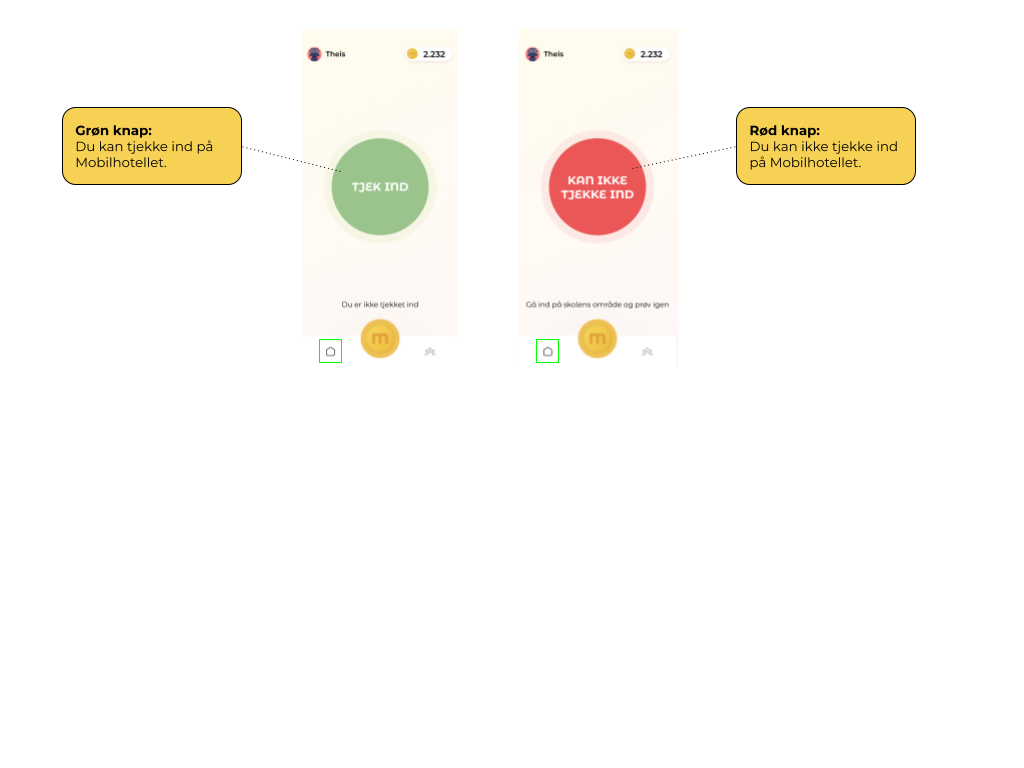 Theis
2.232
Theis
2.232
Grøn knap:
Du kan tjekke ind på
Mobilhotellet.
TJEK IND
KAN IKKE
TJEKKE IND
Rød knap:
Du kan ikke tjekke ind
på Mobilhotellet.
Du er ikke tjekket ind
Gå ind på skolens område og prøv igen
m
m